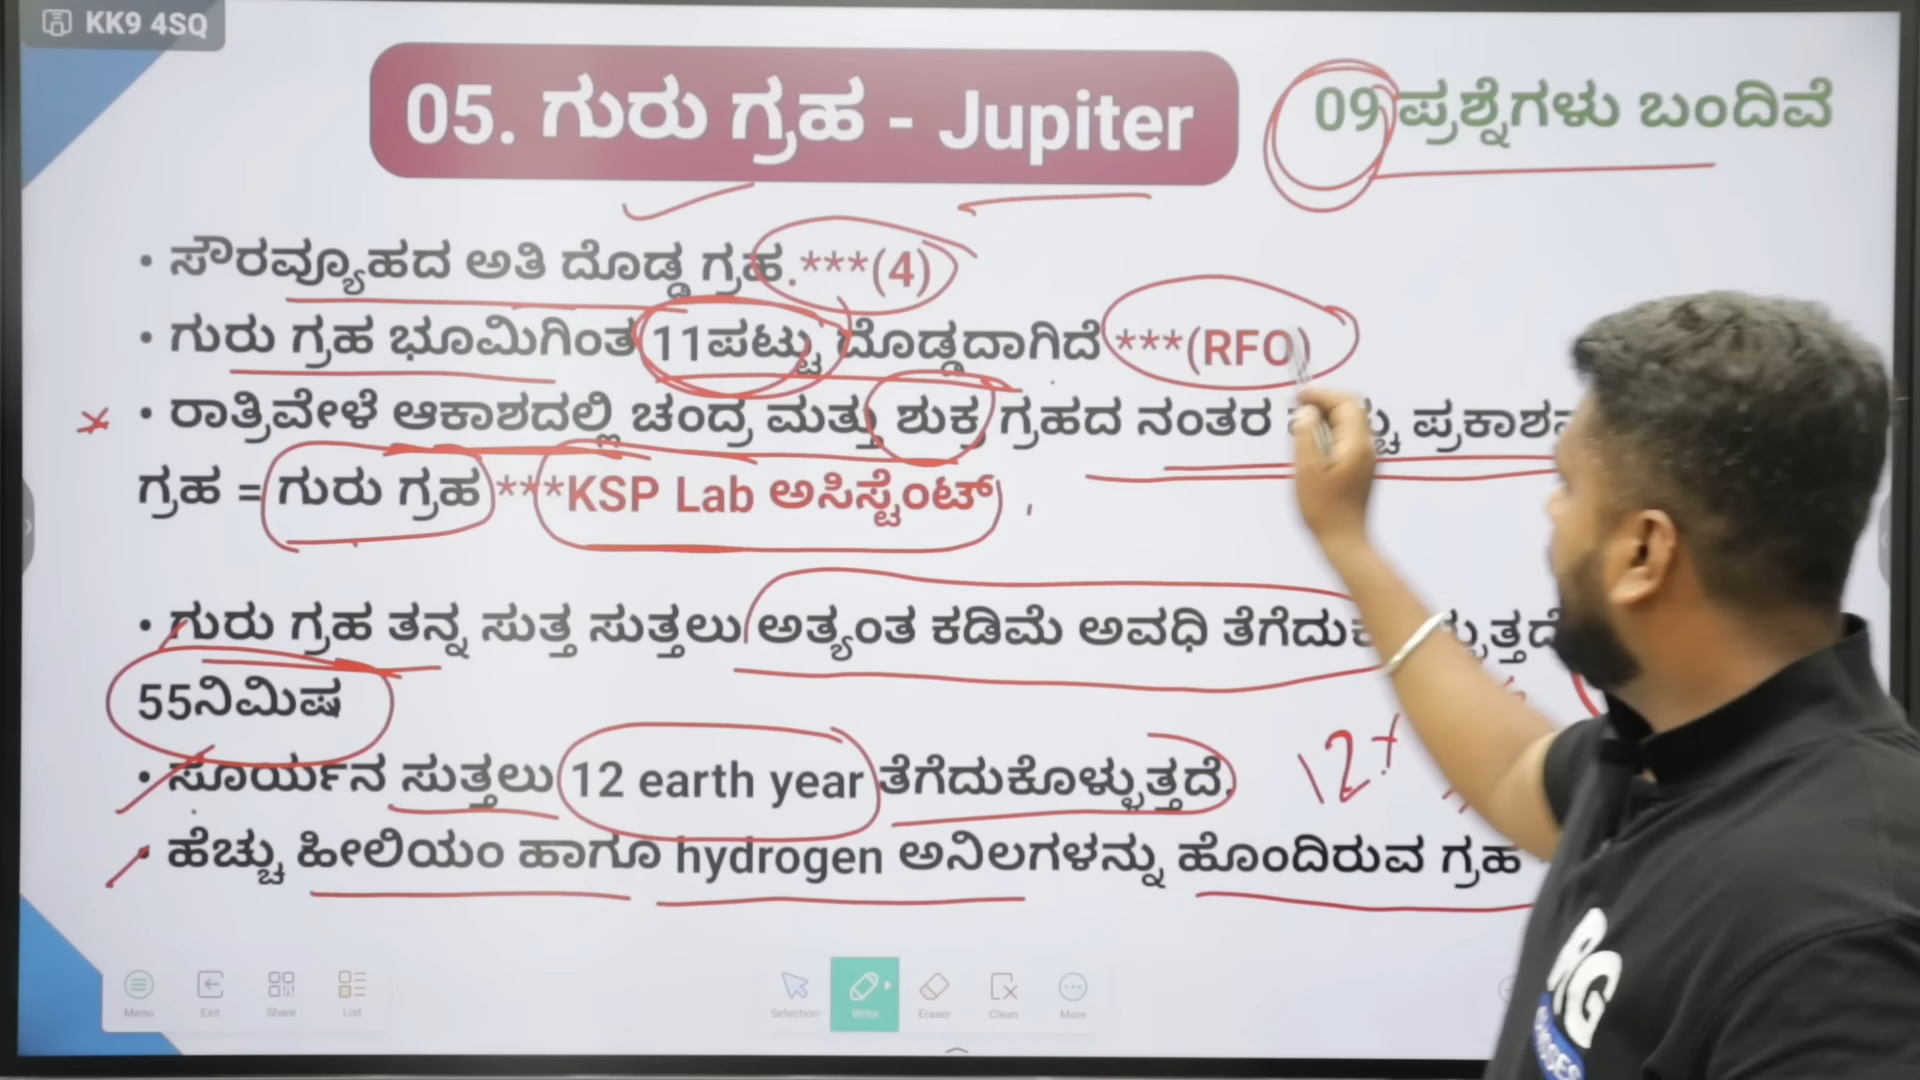 KK9 4SQ
05. ಗುರು ಗ್ರಹ - Jupiter
09 ಪ್ರಶ್ನೆಗಳು ಬಂದಿವೆ
• ಸೌರವ್ಯೂಹದ ಅತಿ ದೊಡ್ಡ ಗ್ರಹ.***(4)
• ಗುರು ಗ್ರಹ ಭೂಮಿಗಿಂತ 11ಪಟ್ಟು ದೊಡ್ಡದಾಗಿದೆ ***(RFO)
• ರಾತ್ರಿವೇಳೆ ಆಕಾಶದಲ್ಲಿ ಚಂದ್ರ ಮತ್ತು ಶುಕ್ರ ಗ್ರಹದ ನಂತರ
ಗ್ರಹ = ಗುರು ಗ್ರಹ ***KSP Lab ಅಸಿಸ್ಟೆಂಟ್)
• ಗುರು ಗ್ರಹ ತನ್ನ ಸುತ್ತ ಸುತ್ತಲು ಅತ್ಯಂತ ಕಡಿಮೆ ಅವಧಿ
55ನಿಮಿಷ
• ಸೂರ್ಯನ ಸುತ್ತಲು 12 earth year ತೆಗೆದುಕೊಳ್ಳುತ್ತದೆ.
12+
• ಹೆಚ್ಚು ಹೀಲಿಯಂ ಹಾಗೂ hydrogen ಅನಿಲಗಳನ್ನು ಹೊಂದಿರುವ ಗ್ರಹ
Menu Exit Share List Selection Write Eraser Clean More
RG